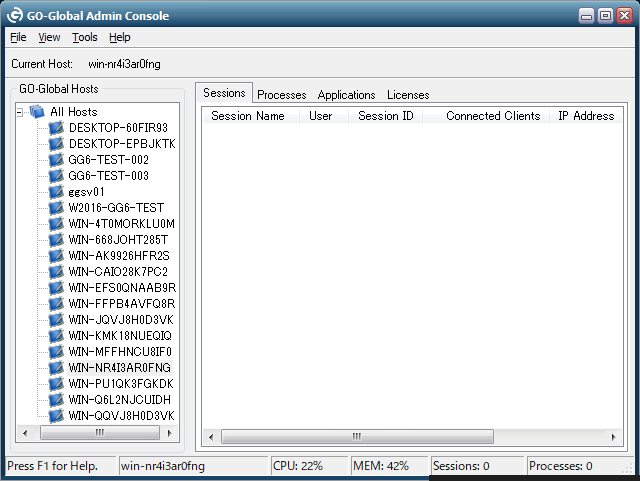 GO-Global Admin Console
File View Tools Help
Current Host: win-nr4i3ar0fng
GO-Global Hosts
All Hosts
DESKTOP-60FIR93
DESKTOP-EPBJKTK
GG6-TEST-002
GG6-TEST-003
ggsv01
W2016-GG6-TEST
WIN-4T0MORKLU0M
WIN-668JOHT285T
WIN-AK9926HFR2S
WIN-CAIO28K7PC2
WIN-EFS0QNAAB9R
WIN-FFPB4AVFQ8R
WIN-JQVJ8H0D3VK
WIN-KMK18NUEQIQ
WIN-MFFHNCU8IF0
WIN-NR4I3AR0FNG
WIN-PU1QK3FGKDK
WIN-Q6L2NJCUIDH
WIN-QQVJ8H0D3VK
Sessions Processes Applications Licenses
Session Name User Session ID Connected Clients IP Address
Press F1 for Help. win-nr4i3ar0fng CPU: 22% MEM: 42% Sessions: 0 Processes: 0